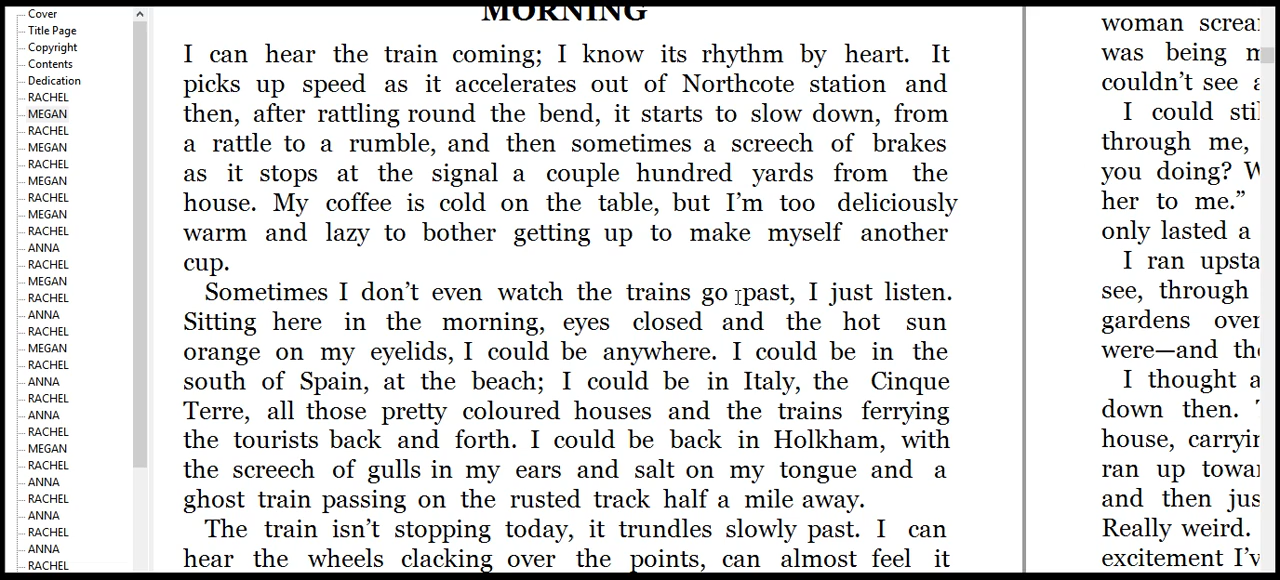 Cover
Title Page
Copyright
Contents
Dedication
RACHEL
MEGAN
RACHEL
MEGAN
RACHEL
MEGAN
RACHEL
MEGAN
RACHEL
ANNA
RACHEL
MEGAN
RACHEL
ANNA
RACHEL
MEGAN
RACHEL
ANNA
RACHEL
ANNA
RACHEL
MEGAN
RACHEL
ANNA
RACHEL
ANNA
RACHEL
ANNA
RACHEL
MORNING
I can hear the train coming; I know its rhythm by heart. It
picks up speed as it accelerates out of Northcote station and
then, after rattling round the bend, it starts to slow down, from
a rattle to a rumble, and then sometimes a screech of brakes
as it stops at the signal a couple hundred yards from the
house. My coffee is cold on the table, but I’m too deliciously
warm and lazy to bother getting up to make myself another
cup.
Sometimes I don’t even watch the trains go past, I just listen.
Sitting here in the morning, eyes closed and the hot sun
orange on my eyelids, I could be anywhere. I could be in the
south of Spain, at the beach; I could be in Italy, the Cinque
Terre, all those pretty coloured houses and the trains ferrying
the tourists back and forth. I could be back in Holkham, with
the screech of gulls in my ears and salt on my tongue and a
ghost train passing on the rusted track half a mile away.
The train isn’t stopping today, it trundles slowly past. I can
hear the wheels clacking over the points, can almost feel it
woman
was being
couldn’t see
I could
through me,
you doing?
her to me.”
only lasted a
I ran
see, through
gardens
were—and
I thought
down then.
house,
ran up
and then
Really weird.
excitement